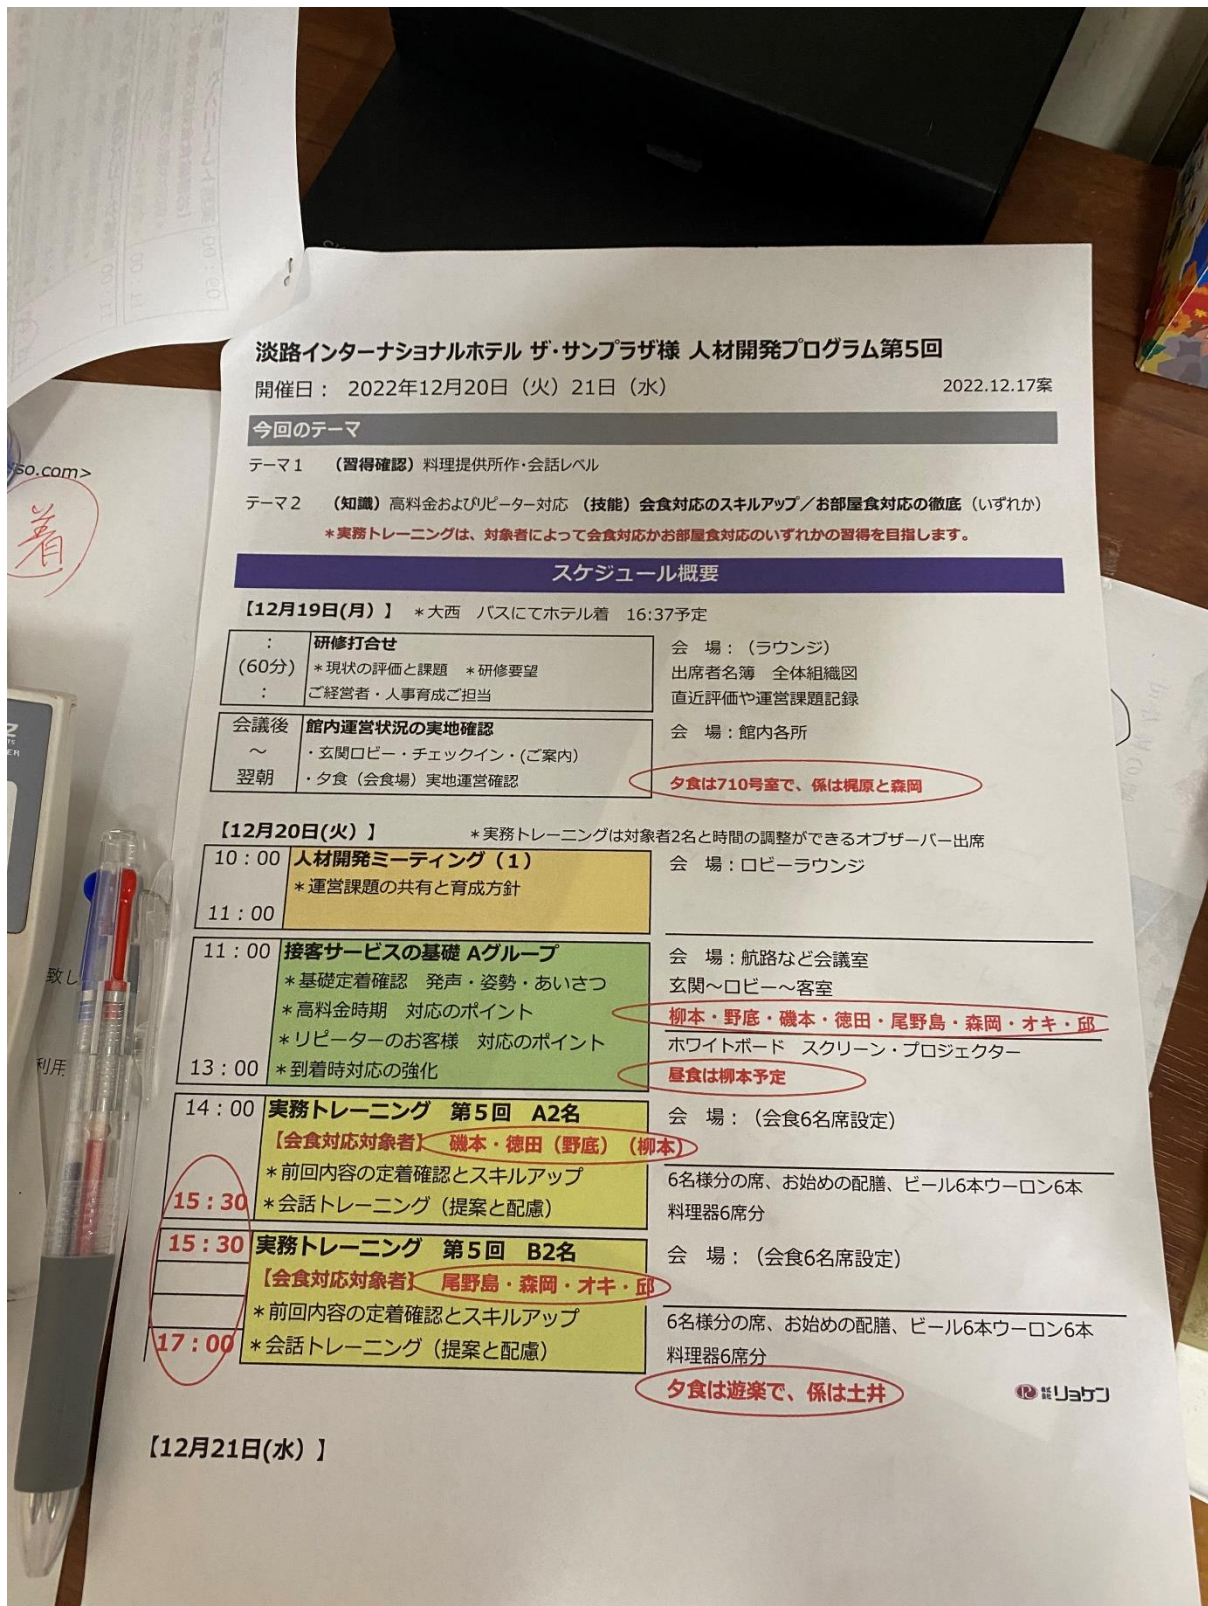 淡路インターナショナルホテル ザ・サンプラザ様 人材開発プログラム第5回
開催日： 2022年12月20日（火）21日（水）
2022.12.17案
今回のテーマ
テーマ1 （習得確認）料理提供所作・会話レベル
テーマ2 （知識）高料金およびリピーター対応 （技能）会食対応のスキルアップ／お部屋食対応の徹底（いずれか）
＊実務トレーニングは、対象者によって会食対応かお部屋食対応のいずれかの習得を目指します。
スケジュール概要
【12月19日(月）】 ＊大西 バスにてホテル着 16:37予定
： 研修打合せ
(60分) ＊現状の評価と課題 ＊研修要望
： ご経営者・人事育成ご担当
会 場：（ラウンジ）
出席者名簿 全体組織図
直近評価や運営課題記録
会議後 館内運営状況の実地確認
～ ・玄関ロビー・チェックイン・(ご案内)
翌朝 ・夕食（会食場）実地運営確認
会 場：館内各所
夕食は710号室で、係は梶原と森岡
【12月20日(火）】 ＊実務トレーニングは対象者2名と時間の調整ができるオブザーバー出席
10：00 人材開発ミーティング（1）
＊運営課題の共有と育成方針
11：00
会 場：ロビーラウンジ
11：00 接客サービスの基礎 Aグループ
＊基礎定着確認 発声・姿勢・あいさつ
＊高料金時期 対応のポイント
＊リピーターのお客様 対応のポイント
13：00 ＊到着時対応の強化
会 場：航路など会議室
玄関～ロビー～客室
柳本・野底・磯本・徳田・尾野島・森岡・オキ・邱
ホワイトボード スクリーン・プロジェクター
昼食は柳本予定
14：00 実務トレーニング 第5回 A2名
【会食対応対象者】 磯本・徳田（野底）（柳本）
＊前回内容の定着確認とスキルアップ
15：30 ＊会話トレーニング（提案と配慮）
会 場：（会食6名席設定）
6名様分の席、お始めの配膳、ビール6本ウーロン6本
料理器6席分
15：30 実務トレーニング 第5回 B2名
【会食対応対象者】 尾野島・森岡・オキ・邱
＊前回内容の定着確認とスキルアップ
17：00 ＊会話トレーニング（提案と配慮）
会 場：（会食6名席設定）
6名様分の席、お始めの配膳、ビール6本ウーロン6本
料理器6席分
夕食は遊楽で、係は土井
株式会社 リョケン
【12月21日(水）】
so.com>
着
致し
利用